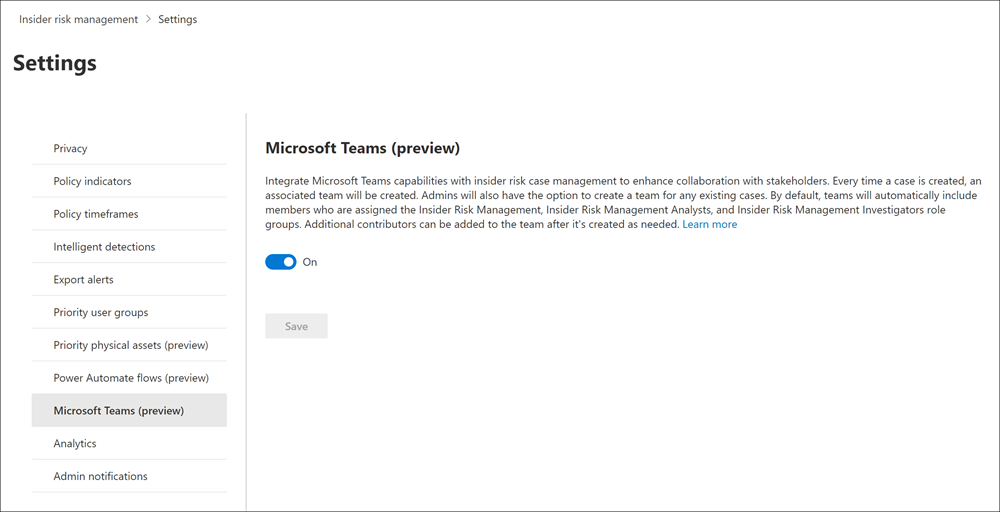 Insider risk management > Settings
Settings
Privacy
Policy indicators
Policy timeframes
Intelligent detections
Export alerts
Priority user groups
Priority physical assets (preview)
Power Automate flows (preview)
Microsoft Teams (preview)
Analytics
Admin notifications
Microsoft Teams (preview)
Integrate Microsoft Teams capabilities with insider risk case management to enhance collaboration with stakeholders. Every time a case is created, an
associated team will be created. Admins will also have the option to create a team for any existing cases. By default, teams will automatically include
members who are assigned the Insider Risk Management, Insider Risk Management Analysts, and Insider Risk Management Investigators role
groups. Additional contributors can be added to the team after it's created as needed. Learn more
On
Save